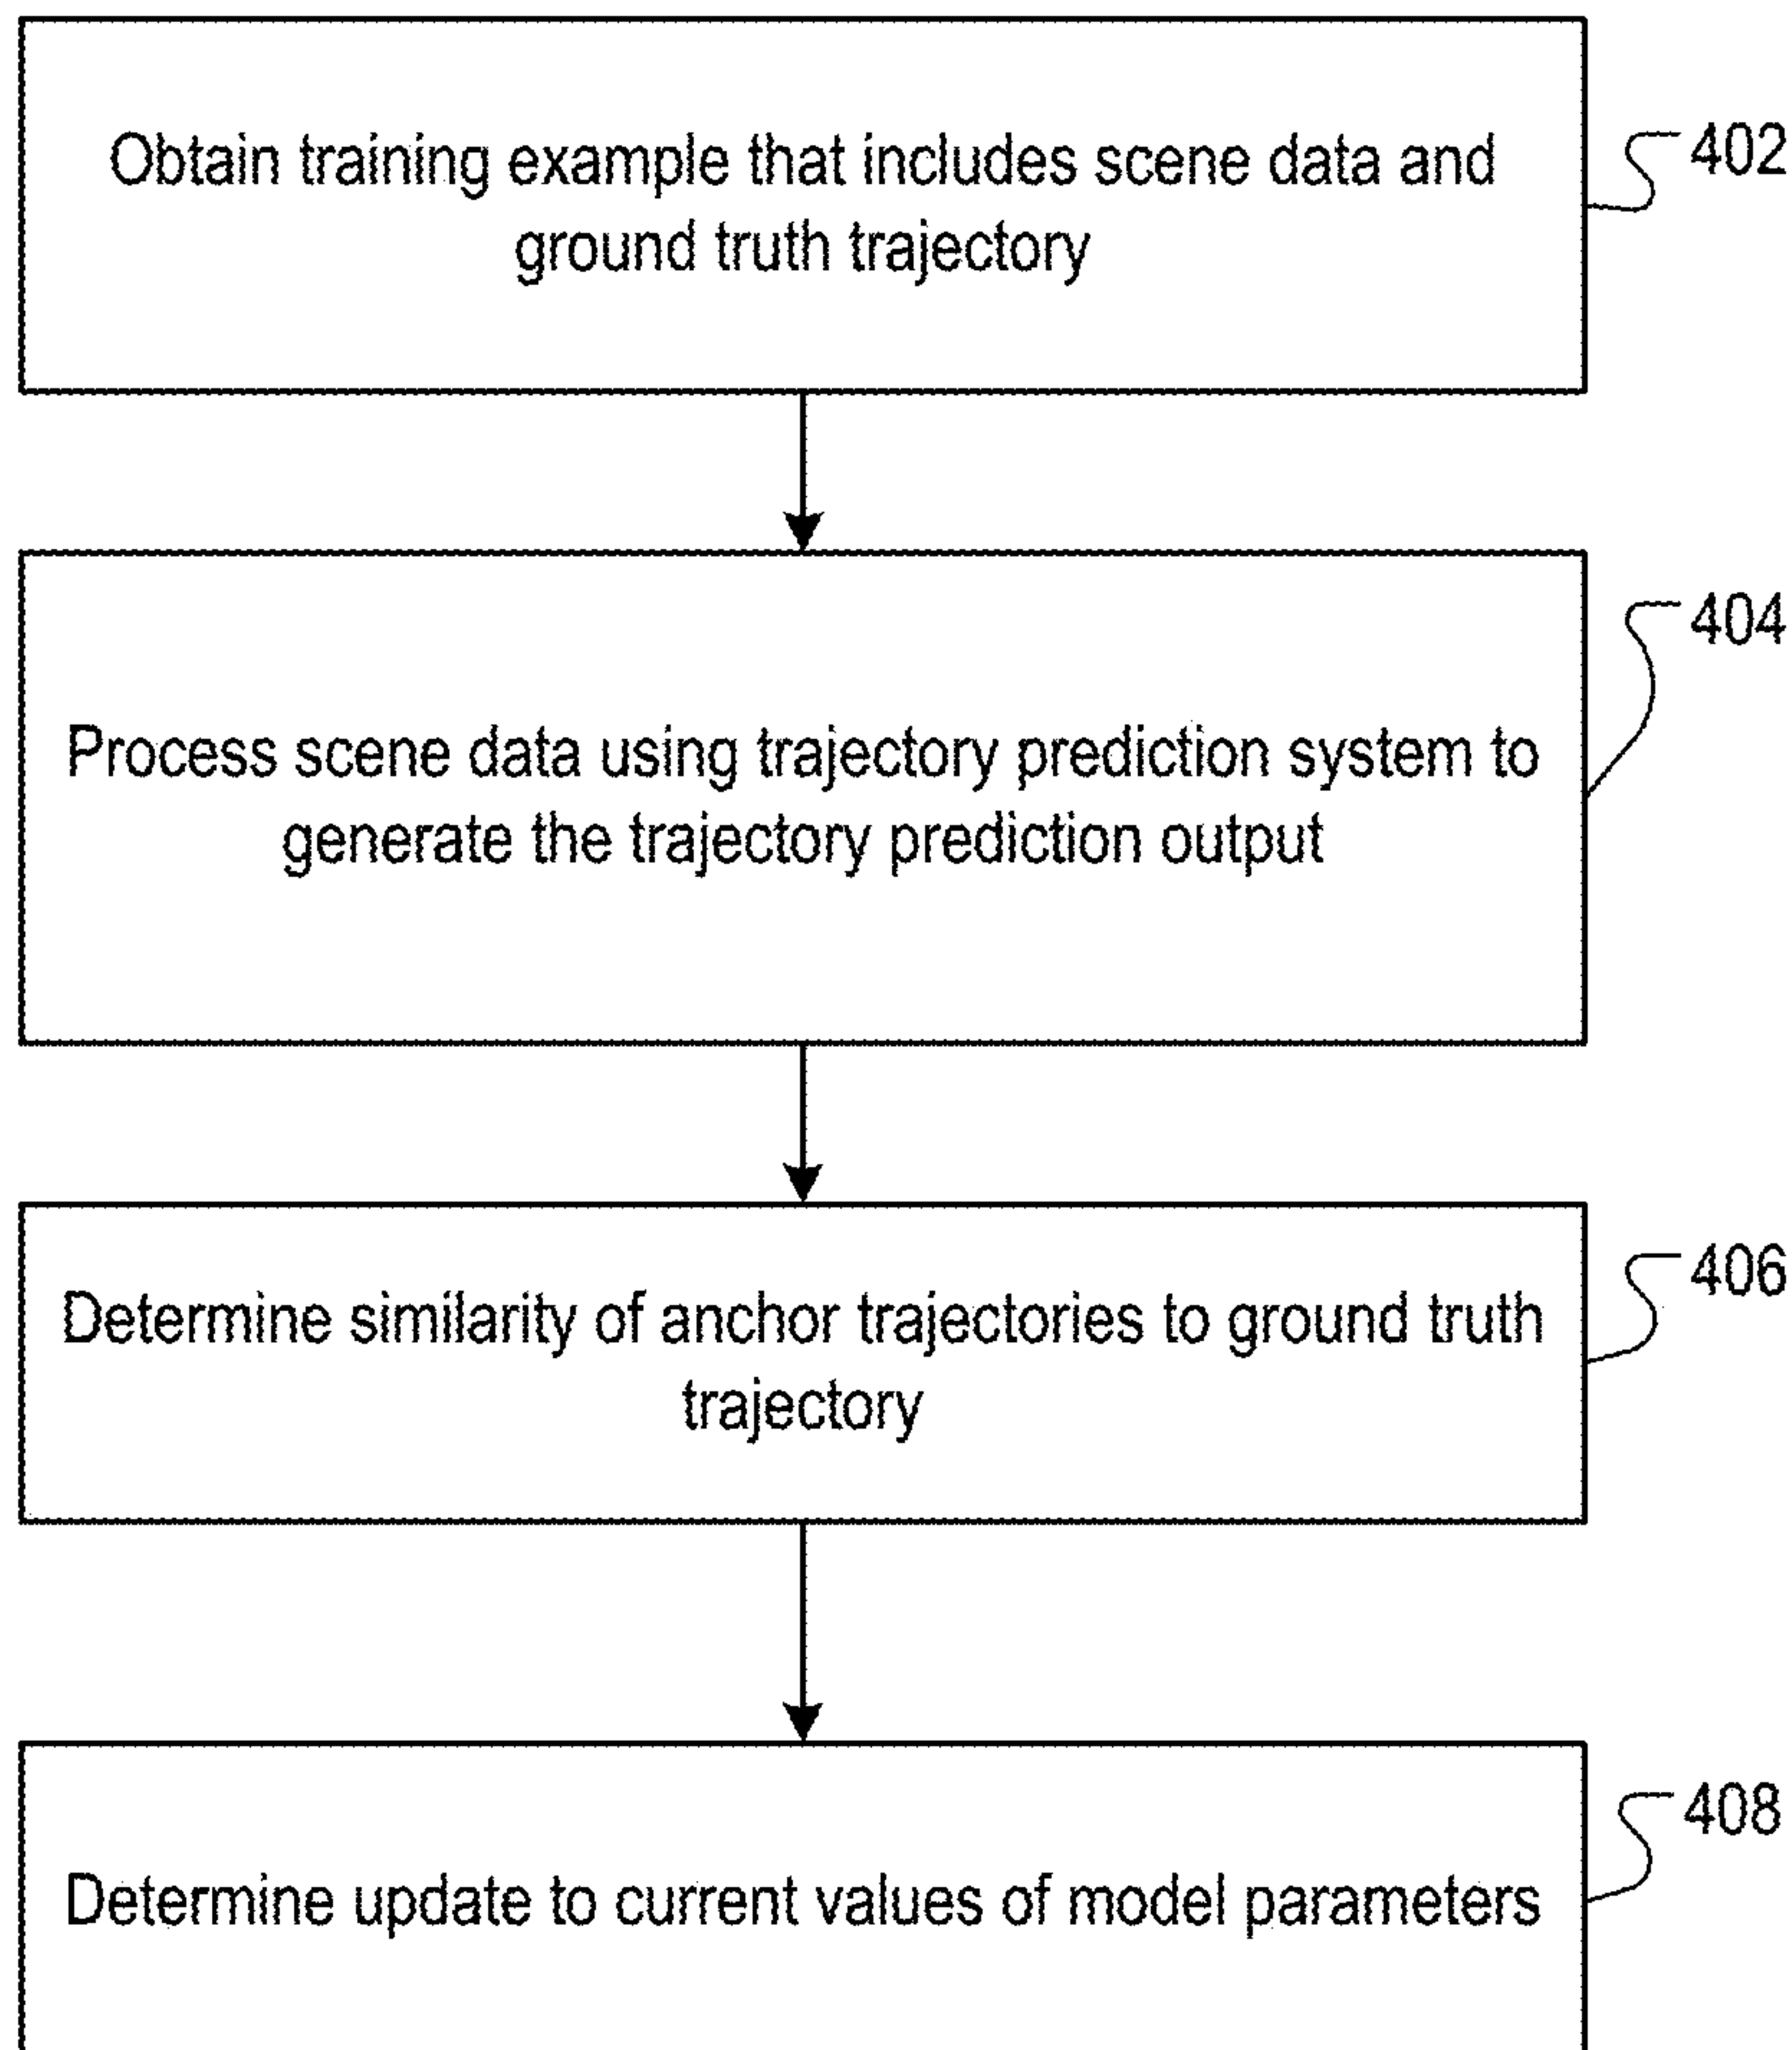 Obtain training example that includes scene data and
ground truth trajectory
402
Process scene data using trajectory prediction system to
generate the trajectory prediction output
404
Determine similarity of anchor trajectories to ground truth
trajectory
406
Determine update to current values of model parameters
408